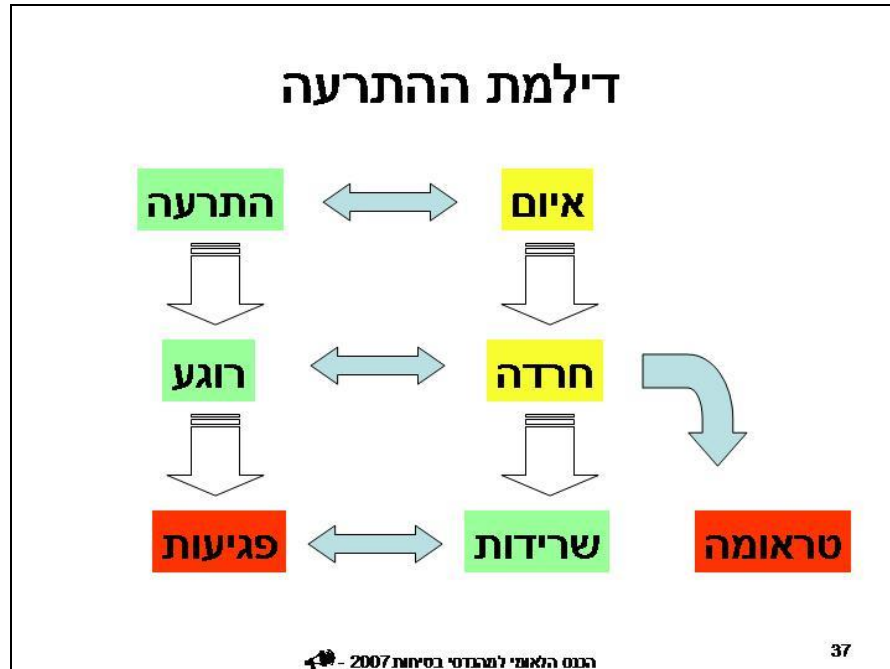 דילמת ההתרעה
איום
התרעה
חרדה
רוגע
טראומה
שרידות
פגיעות
הכנס הלאומי למהנדסי בטיחות 2007 -
37